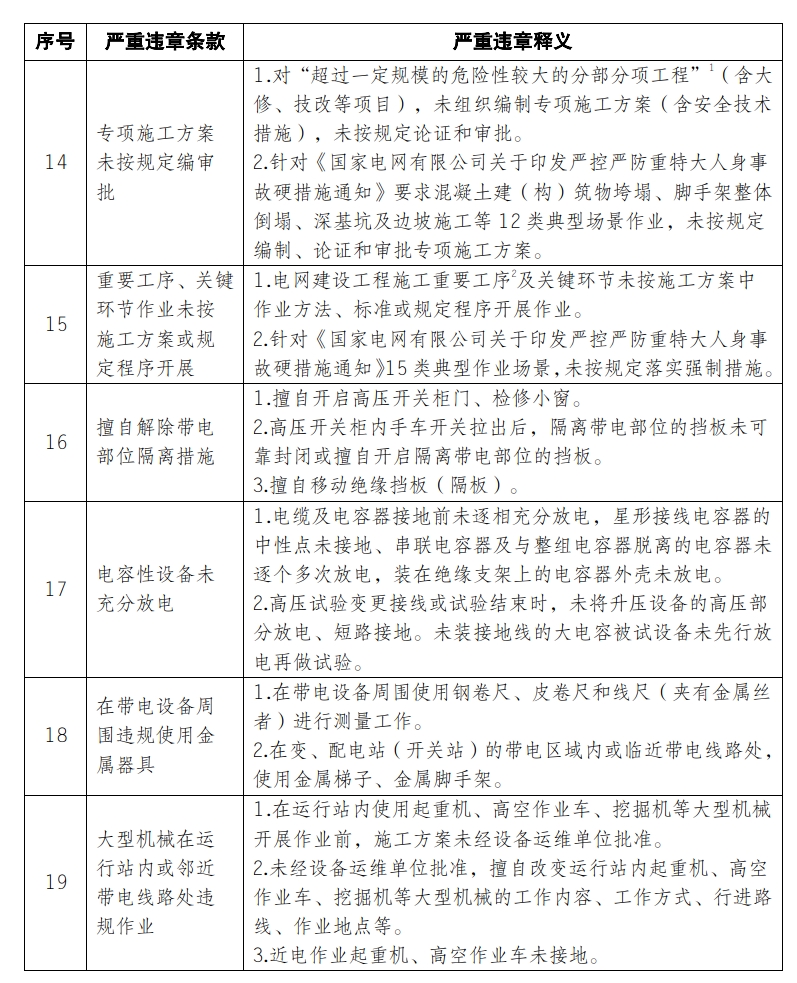 序号 严重违章条款 严重违章释义
14
专项施工方案
未按规定编审
批
1.对“超过一定规模的危险性较大的分部分项工程”1（含大
修、技改等项目），未组织编制专项施工方案（含安全技术
措施），未按规定论证和审批。
2.针对《国家电网有限公司关于印发严控严防重特大人身事
故硬措施通知》要求混凝土建（构）筑物垮塌、脚手架整体
倒塌、深基坑及边坡施工等 12 类典型场景作业，未按规定
编制、论证和审批专项施工方案。
15
重要工序、关键
环节作业未按
施工方案或规
定程序开展
1.电网建设工程施工重要工序2及关键环节未按施工方案中
作业方法、标准或规定程序开展作业。
2.针对《国家电网有限公司关于印发严控严防重特大人身事
故硬措施通知》15 类典型作业场景，未按规定落实强制措施。
16
擅自解除带电
部位隔离措施
1.擅自开启高压开关柜门、检修小窗。
2.高压开关柜内手车开关拉出后，隔离带电部位的挡板未可
靠封闭或擅自开启隔离带电部位的挡板。
3.擅自移动绝缘挡板（隔板）。
17
电容性设备未
充分放电
1.电缆及电容器接地前未逐相充分放电，星形接线电容器的
中性点未接地、串联电容器及与整组电容器脱离的电容器未
逐个多次放电，装在绝缘支架上的电容器外壳未放电。
2.高压试验变更接线或试验结束时，未将升压设备的高压部
分放电、短路接地。未装接地线的大电容被试设备未先行放
电再做试验。
18
在带电设备周
围违规使用金
属器具
1.在带电设备周围使用钢卷尺、皮卷尺和线尺（夹有金属丝
者）进行测量工作。
2.在变、配电站（开关站）的带电区域内或临近带电线路处，
使用金属梯子、金属脚手架。
19
大型机械在运
行站内或邻近
带电线路处违
规作业
1.在运行站内使用起重机、高空作业车、挖掘机等大型机械
开展作业前，施工方案未经设备运维单位批准。
2.未经设备运维单位批准，擅自改变运行站内起重机、高空
作业车、挖掘机等大型机械的工作内容、工作方式、行进路
线、作业地点等。
3.近电作业起重机、高空作业车未接地。